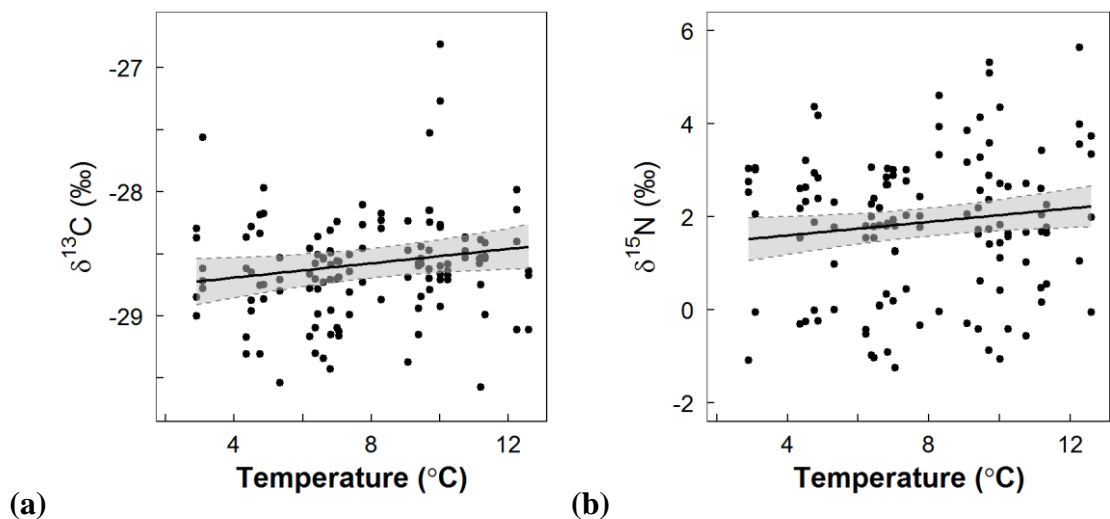 -27
-28
-29
δ13C (‰)
4
8
12
Temperature (°C)
(a)
6
4
2
0
-2
δ15N (‰)
4
8
12
Temperature (°C)
(b)